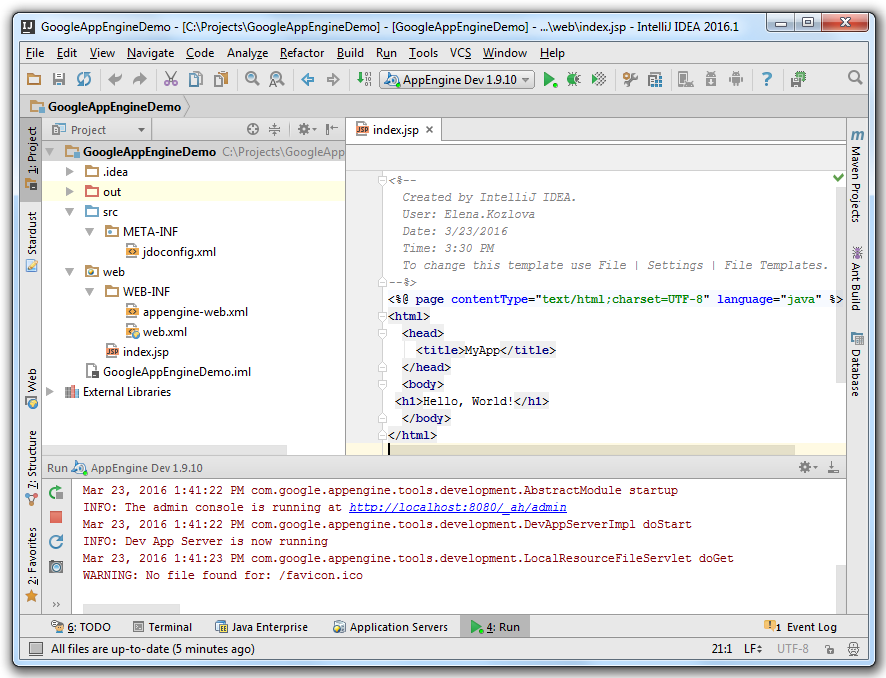 GoogleAppEngineDemo - [C:\Projects\GoogleAppEngineDemo] - [GoogleAppEngineDemo] - ...\web\index.jsp - IntelliJ IDEA 2016.1
File Edit View Navigate Code Analyze Refactor Build Run Tools VCS Window Help
AppEngine Dev 1.9.10
GoogleAppEngineDemo
1: Project
Stardust
Web
7: Structure
2: Favorites
Project
GoogleAppEngineDemo C:\Projects\GoogleApp
.idea
out
src
META-INF
jdoconfig.xml
web
WEB-INF
appengine-web.xml
web.xml
index.jsp
GoogleAppEngineDemo.iml
External Libraries
index.jsp
<%--
Created by IntelliJ IDEA.
User: Elena.Kozlova
Date: 3/23/2016
Time: 3:30 PM
To change this template use File | Settings | File Templates.
--%>
<%@ page contentType="text/html;charset=UTF-8" language="java" %>
<html>
<head>
<title>MyApp</title>
</head>
<body>
<h1>Hello, World!</h1>
</body>
</html>
Maven Projects
Ant Build
Database
Run AppEngine Dev 1.9.10
Mar 23, 2016 1:41:22 PM com.google.appengine.tools.development.AbstractModule startup
INFO: The admin console is running at http://localhost:8080/_ah/admin
Mar 23, 2016 1:41:22 PM com.google.appengine.tools.development.DevAppServerImpl doStart
INFO: Dev App Server is now running
Mar 23, 2016 1:41:23 PM com.google.appengine.tools.development.LocalResourceFileServlet doGet
WARNING: No file found for: /favicon.ico
6: TODO Terminal Java Enterprise Application Servers 4: Run 1 Event Log
All files are up-to-date (5 minutes ago) 21:1 LF UTF-8